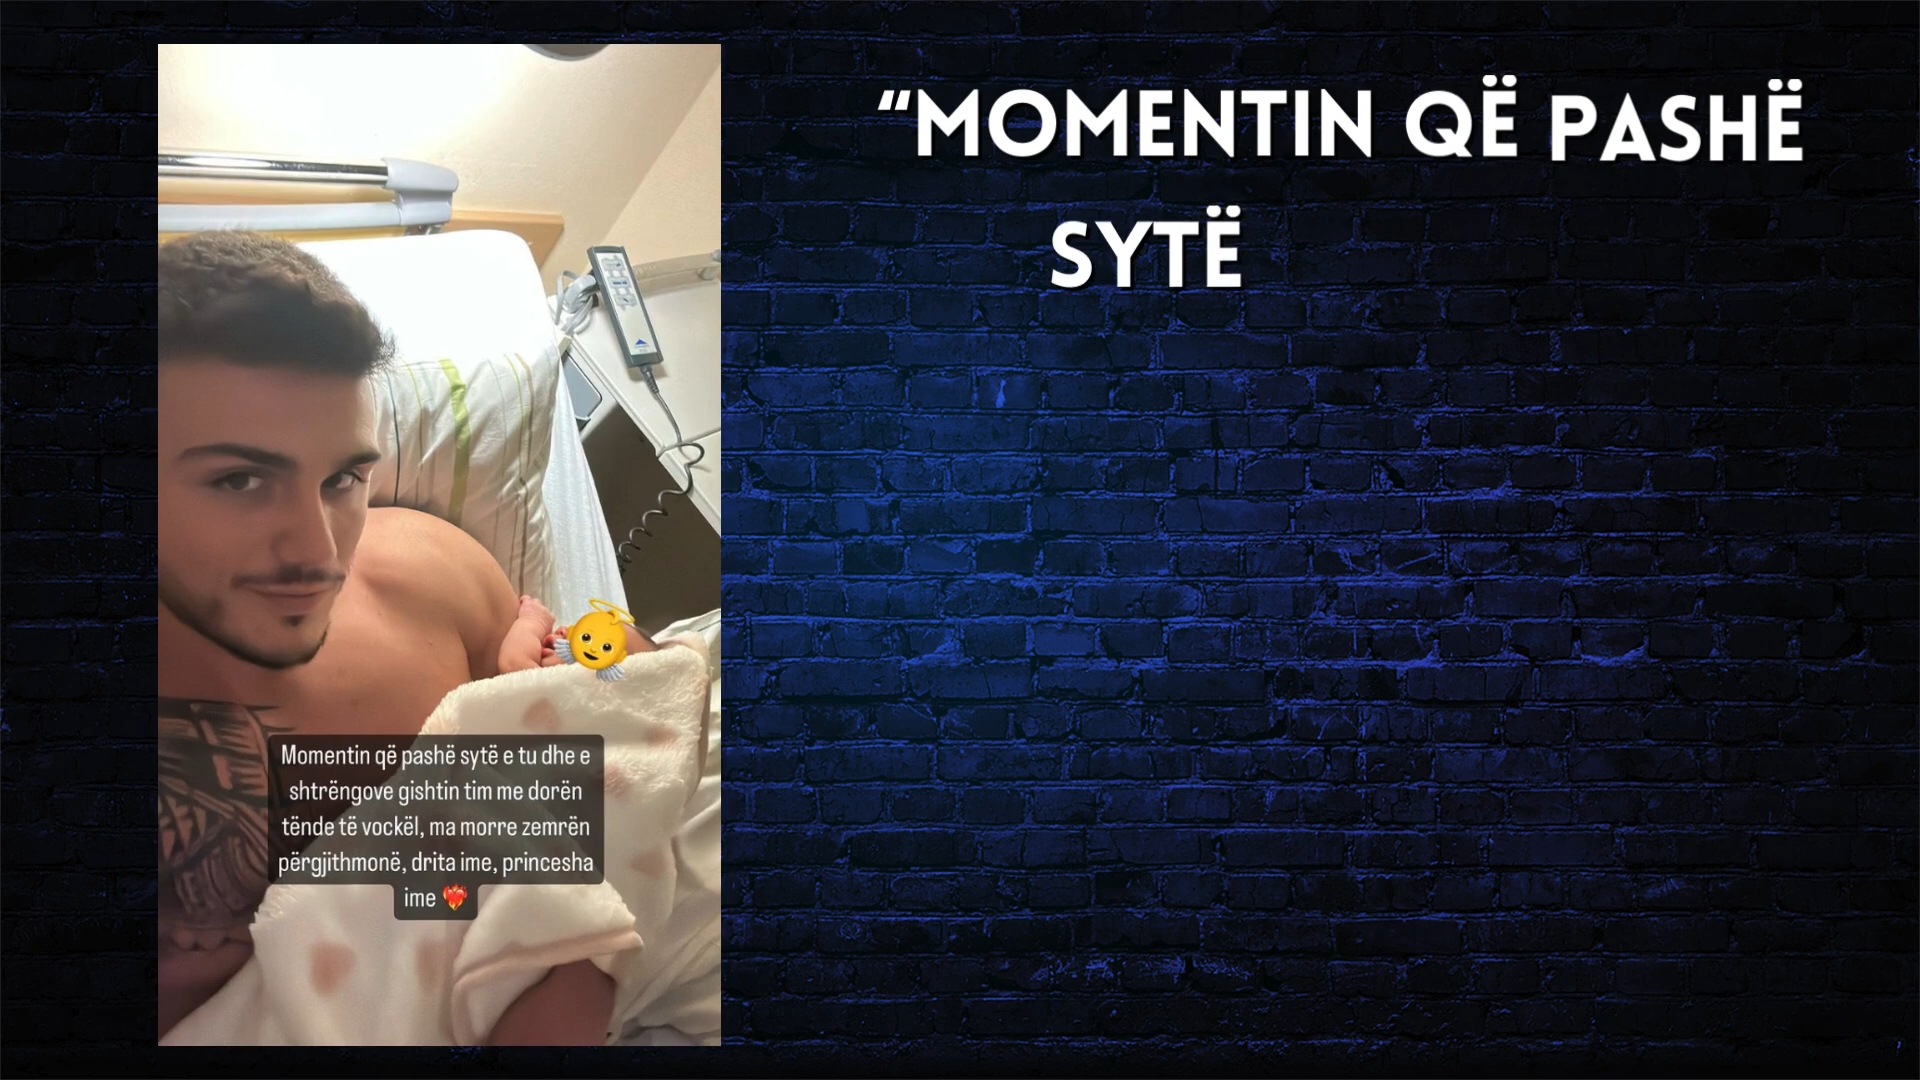 “MOMENTIN QË PASHË
SYTË
Momentin që pashë sytë e tu dhe e
shtrëngove gishtin tim me dorën
tënde të vockël, ma morre zemrën
përgjithmonë, drita ime, princesha
ime ❤️‍🔥